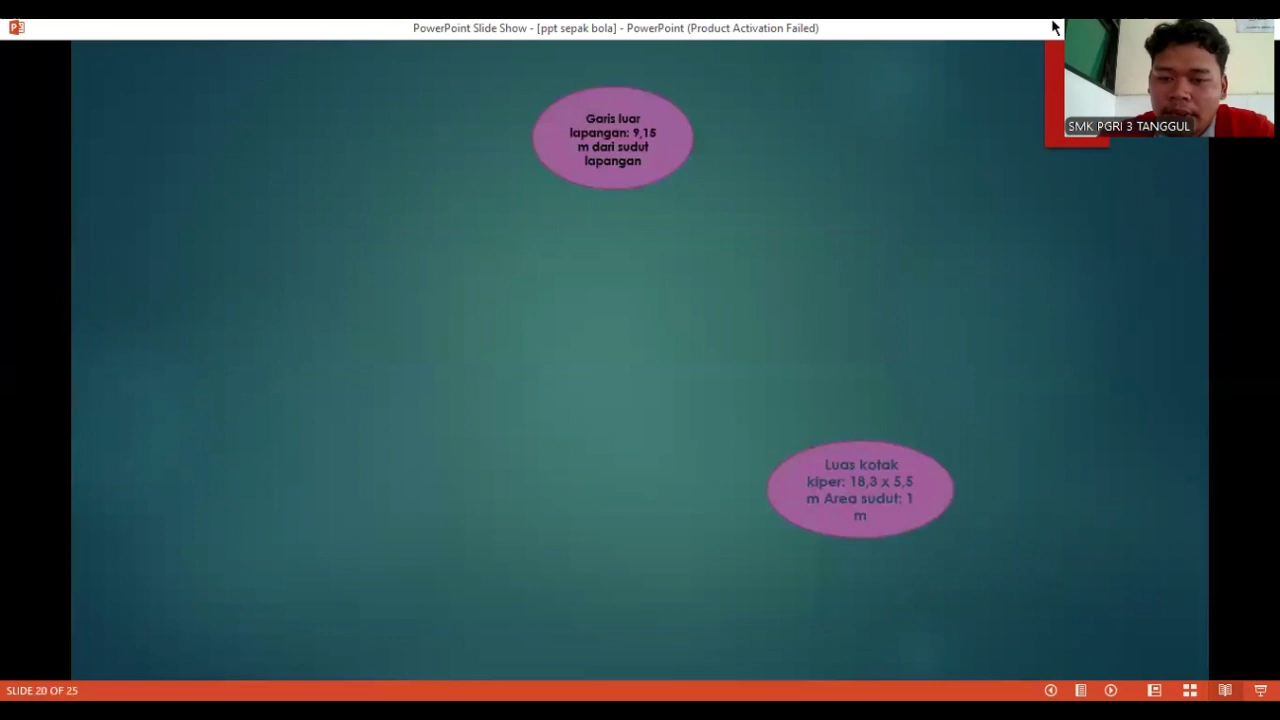 PowerPoint Slide Show - [ppt sepak bola] - PowerPoint (Product Activation Failed)
SMK PGRI 3 TANGGUL
Garis luar
lapangan: 9,15
m dari sudut
lapangan
Luas kotak
kiper: 18,3 x 5,5
m Area sudut: 1
m
SLIDE 20 OF 25